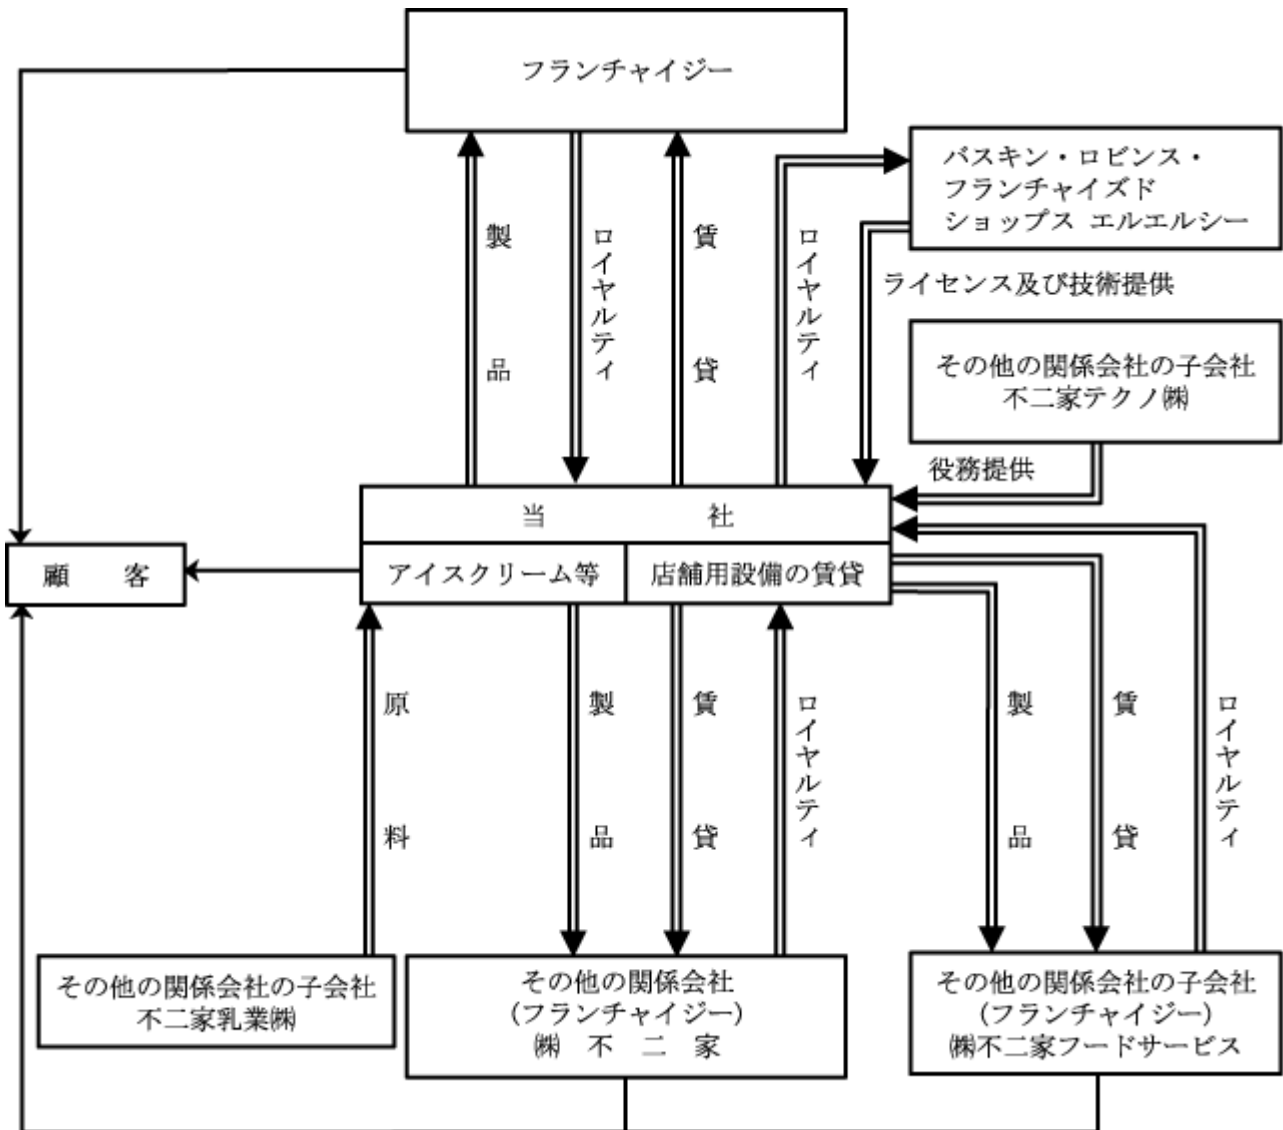 フランチャイジー
バスキン・ロビンス・
フランチャイズド
ショップス エルエルシー
製品
ロイヤルティ
賃貸
ロイヤルティ
ライセンス及び技術提供
その他の関係会社の子会社
不二家テクノ㈱
役務提供
当社
顧客
アイスクリーム等
店舗用設備の賃貸
原料
製品
賃貸
ロイヤルティ
製品
賃貸
ロイヤルティ
その他の関係会社の子会社
不二家乳業㈱
その他の関係会社
(フランチャイジー)
㈱不二家
その他の関係会社の子会社
(フランチャイジー)
㈱不二家フードサービス